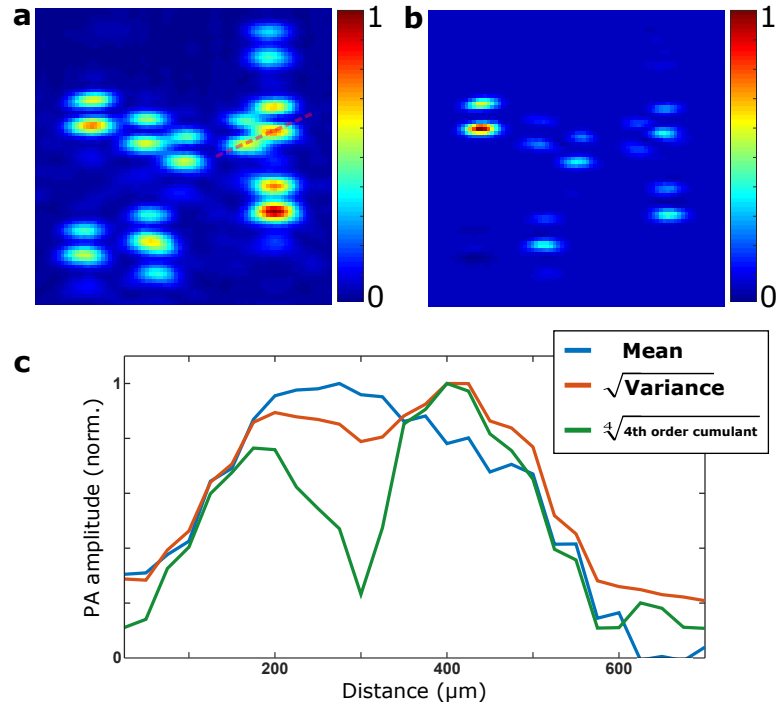 a
1
0
b
1
0
c
Mean
√Variance
∜4th order cumulant
PA amplitude (norm.)
1
0
200
400
600
Distance (µm)